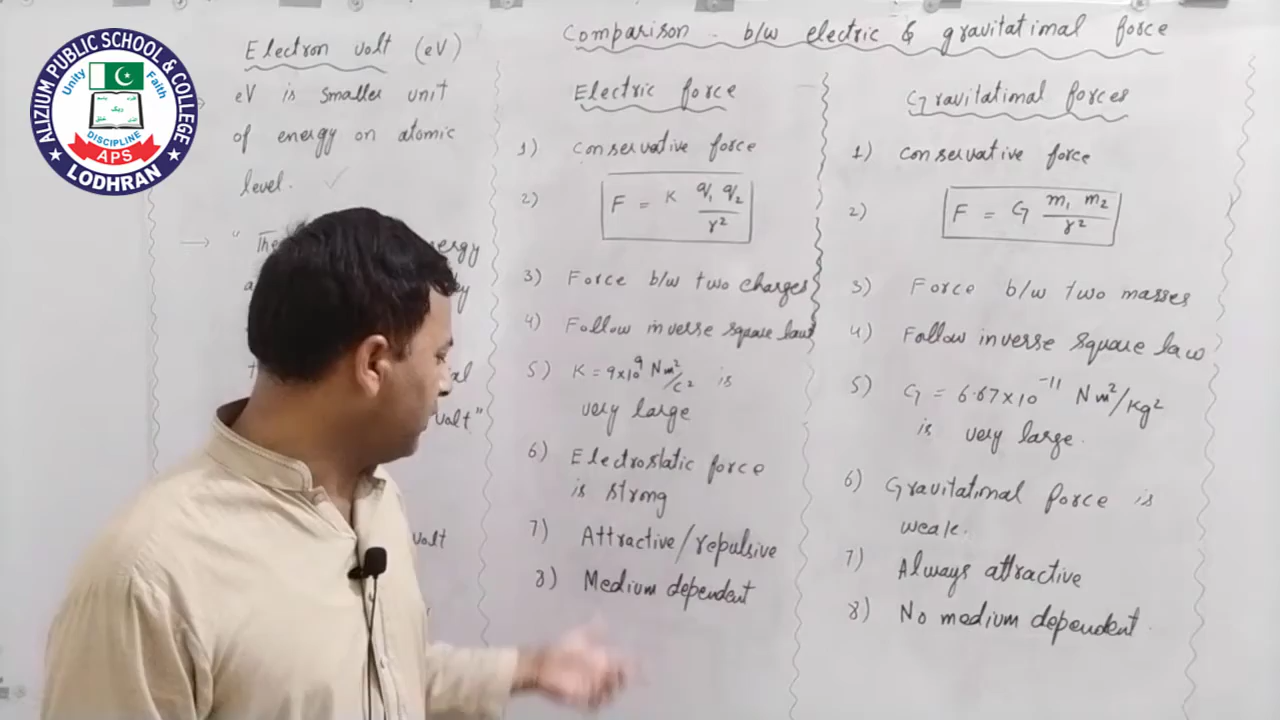 ALIZIUM PUBLIC SCHOOL & COLLEGE
Unity
Faith
DISCIPLINE
APS
LODHRAN
Electron volt (eV)
eV is smaller unit
of energy on atomic
level.
" The
ergy
volt"
volt
Comparison b/w electric & gravitational force
Electric force
1) Conservative force
2) F = K q1 q2 / r²
3) Force b/w two charges
4) Follow inverse square law
5) K = 9x10⁹ Nm²/C² is
very large
6) Electrostatic force
is strong
7) Attractive/repulsive
8) Medium dependent
Gravitational forces
1) Conservative force
2) F = G m1 m2 / r²
3) Force b/w two masses
4) Follow inverse square law
5) G = 6.67x10⁻¹¹ Nm²/Kg²
is very large.
6) Gravitational force is
weak.
7) Always attractive
8) No medium dependent